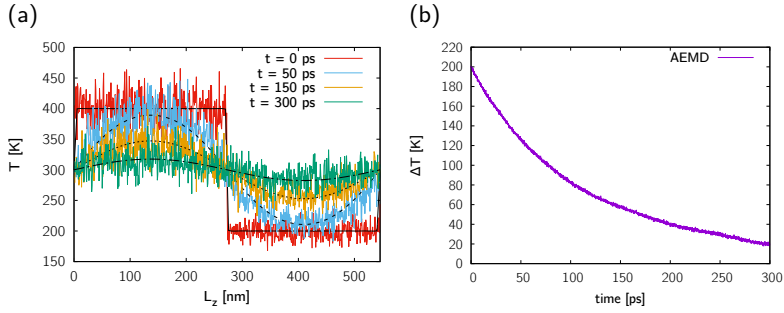 (a)
T [K]
500
450
400
350
300
250
200
150
t = 0 ps
t = 50 ps
t = 150 ps
t = 300 ps
0 100 200 300 400 500
L_z [nm]
(b)
ΔT [K]
220
200
180
160
140
120
100
80
60
40
20
0
AEMD
0 50 100 150 200 250 300
time [ps]